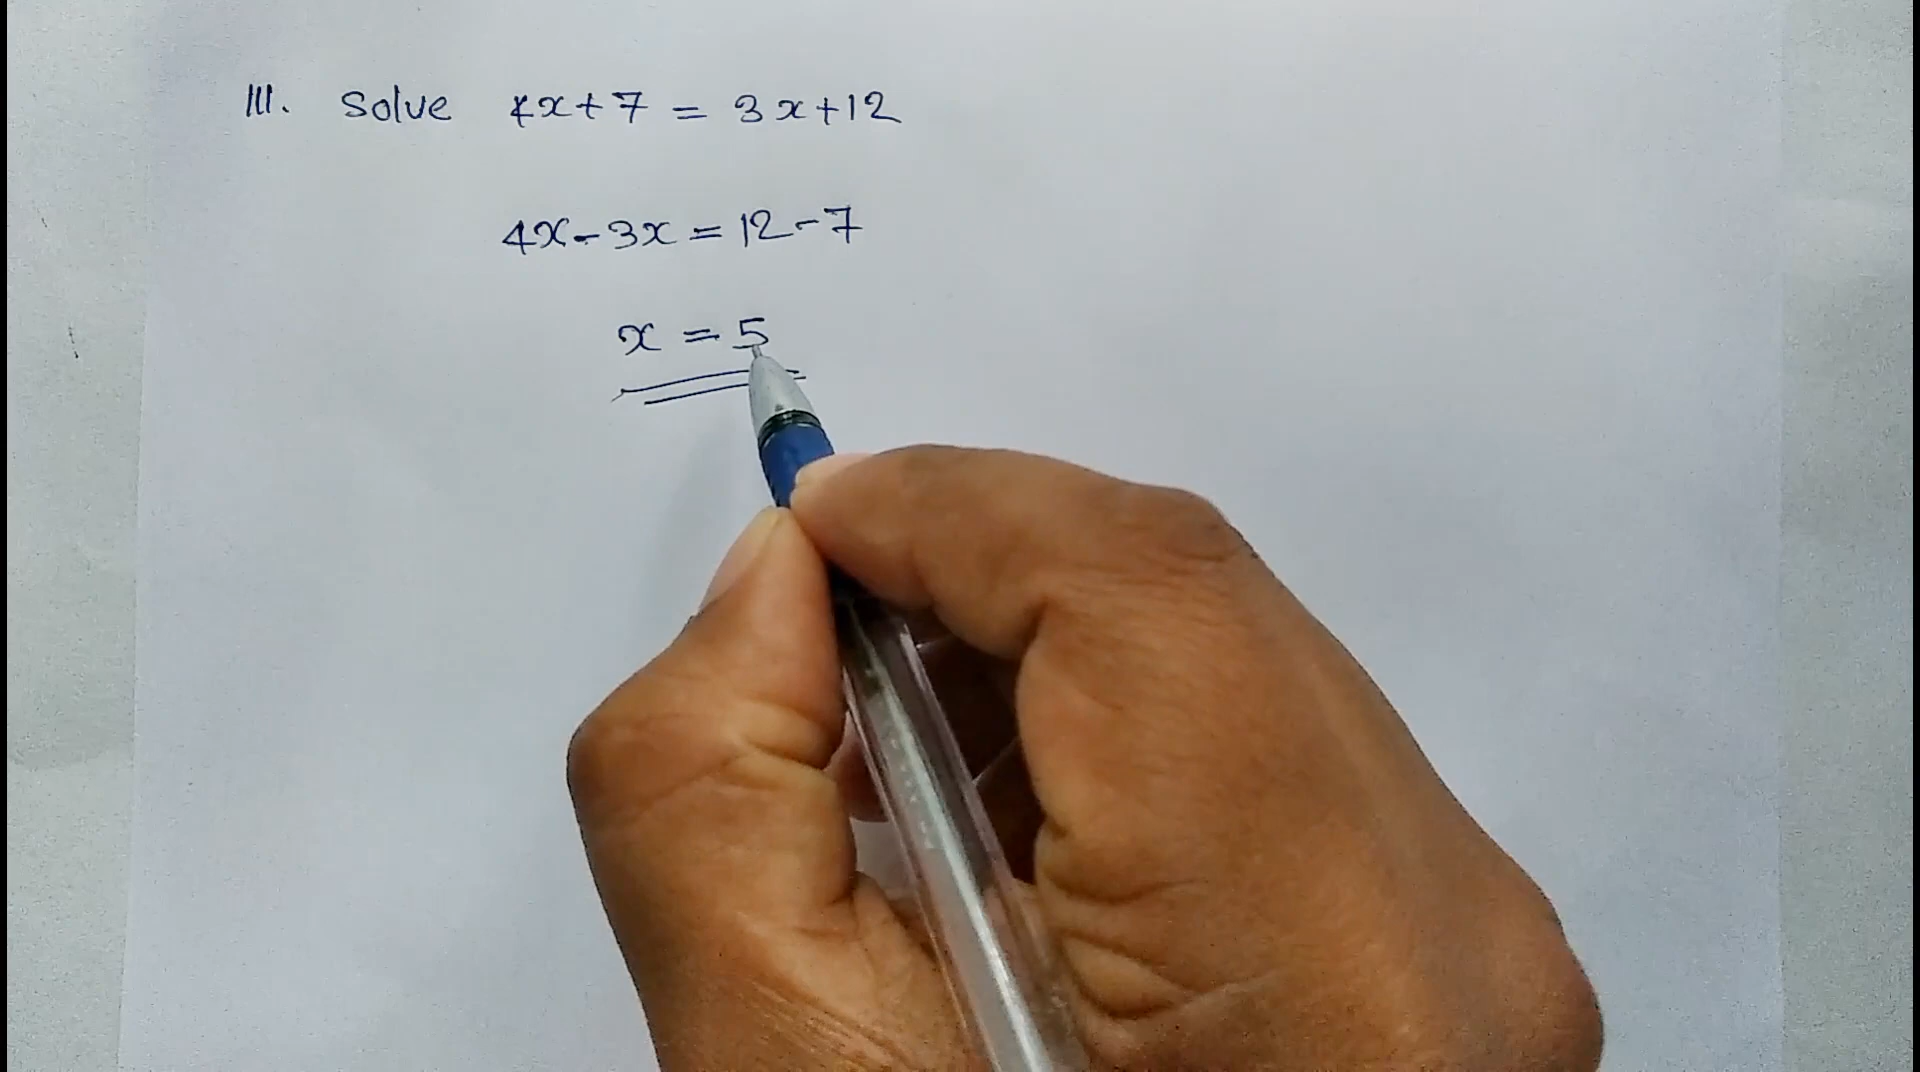 III. Solve 4x+7 = 3x+12
4x-3x = 12-7
x = 5